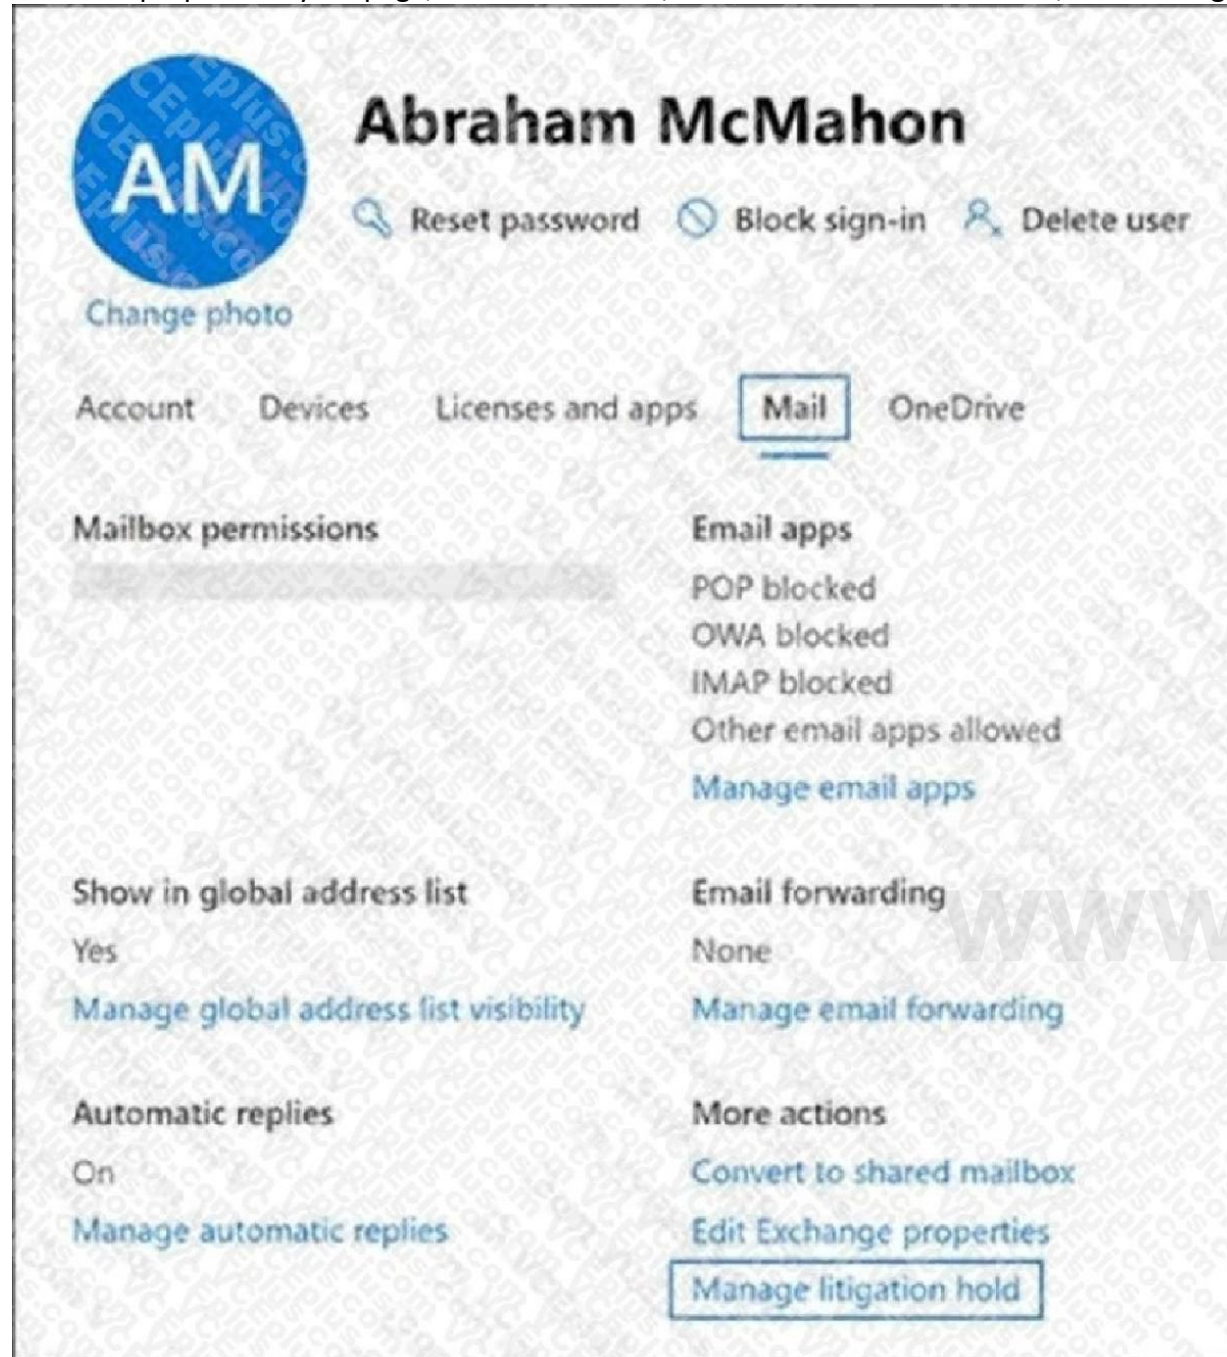 AM
Abraham McMahon
Reset password Block sign-in Delete user
Change photo
Account Devices Licenses and apps Mail OneDrive
Mailbox permissions
Email apps
POP blocked
OWA blocked
IMAP blocked
Other email apps allowed
Manage email apps
Show in global address list
Yes
Manage global address list visibility
Email forwarding
None
Manage email forwarding
www
Automatic replies
On
Manage automatic replies
More actions
Convert to shared mailbox
Edit Exchange properties
Manage litigation hold